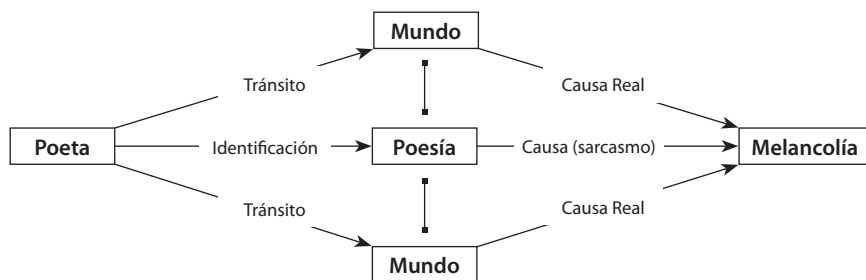 Mundo
Tránsito
Causa Real
Poeta
Identificación
Poesía
Causa (sarcasmo)
Melancolía
Tránsito
Causa Real
Mundo